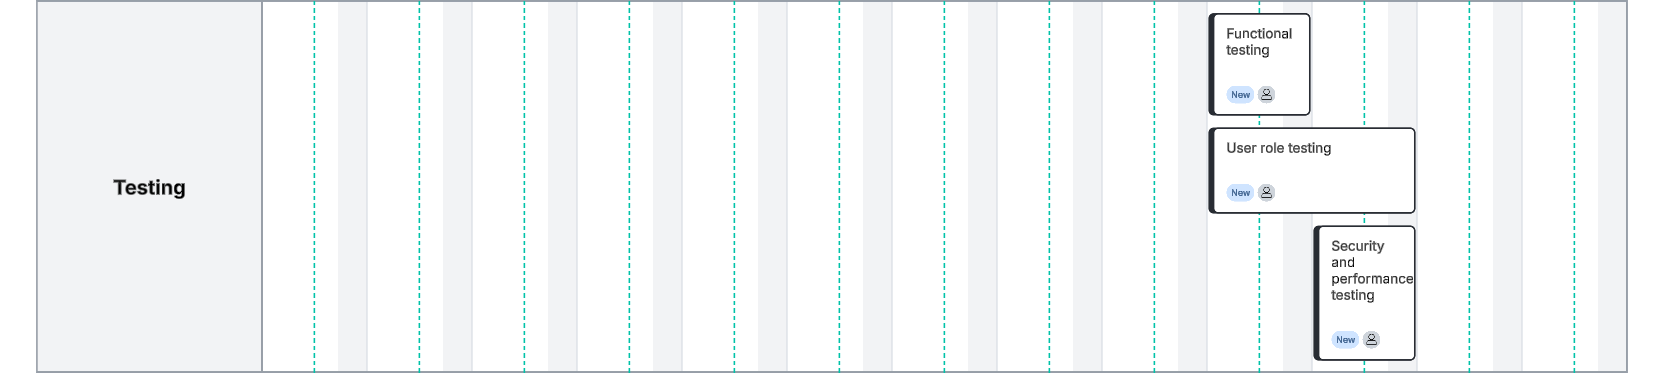 Testing
Functional
testing
New
User role testing
New
Security
and
performance
testing
New